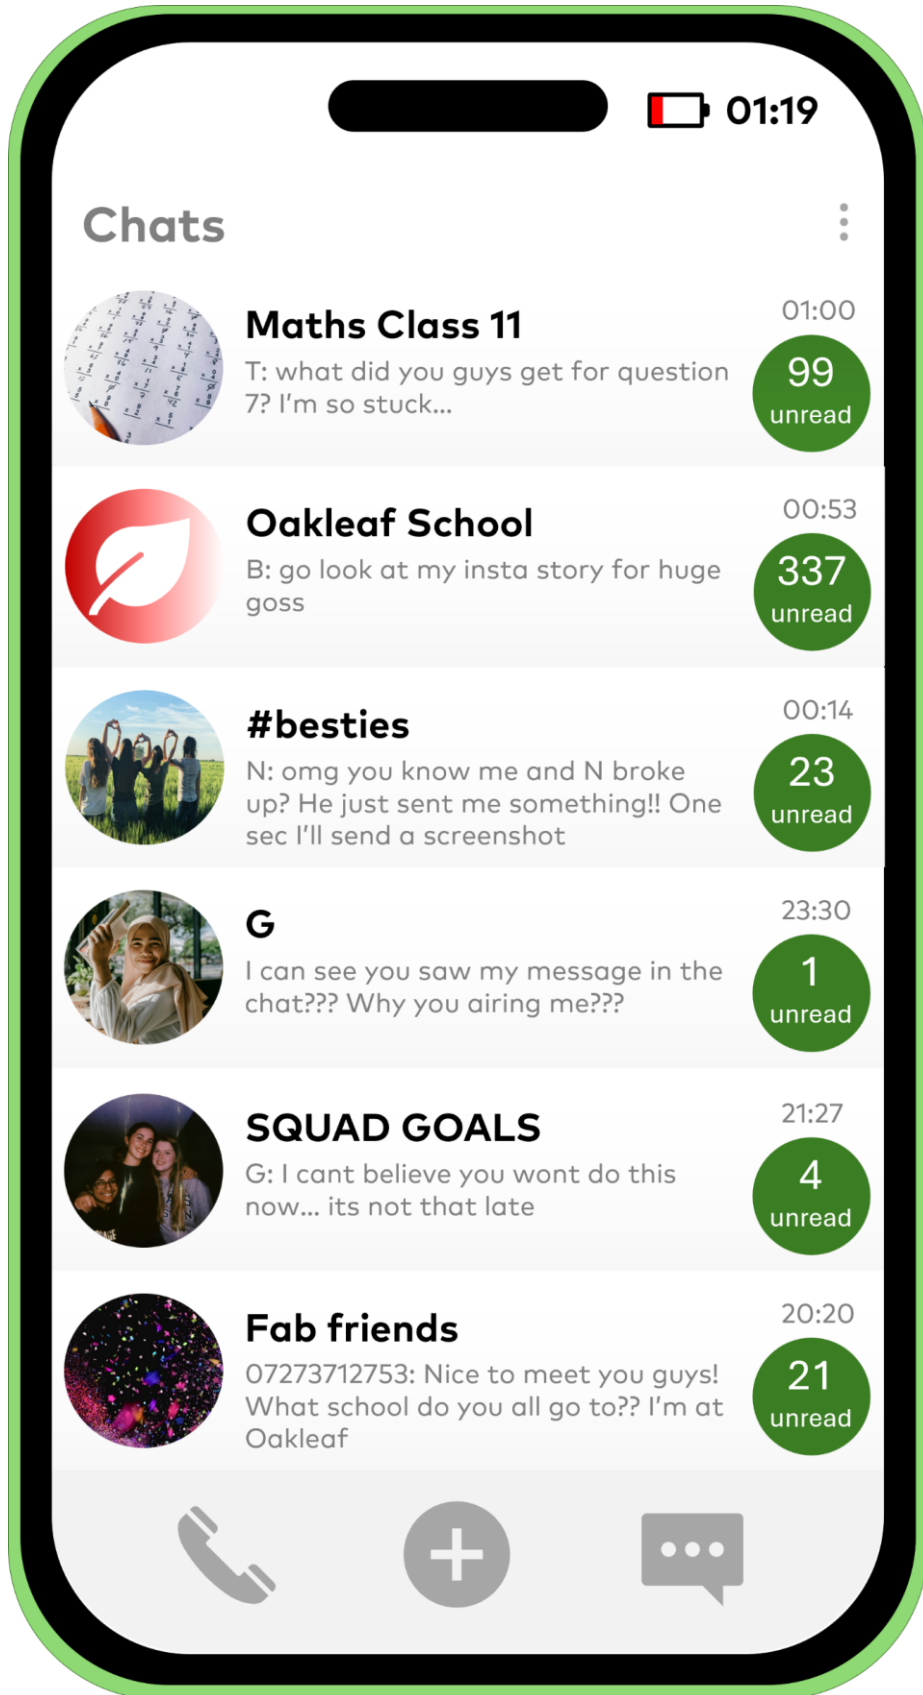 01:19
Chats
Maths Class 11
01:00
T: what did you guys get for question
7? I'm so stuck...
99
unread
Oakleaf School
00:53
B: go look at my insta story for huge
goss
337
unread
#besties
00:14
N: omg you know me and N broke
up? He just sent me something!! One
sec I'll send a screenshot
23
unread
G
23:30
I can see you saw my message in the
chat??? Why you airing me???
1
unread
SQUAD GOALS
21:27
G: I cant believe you wont do this
now... its not that late
4
unread
Fab friends
20:20
07273712753: Nice to meet you guys!
What school do you all go to?? I'm at
Oakleaf
21
unread